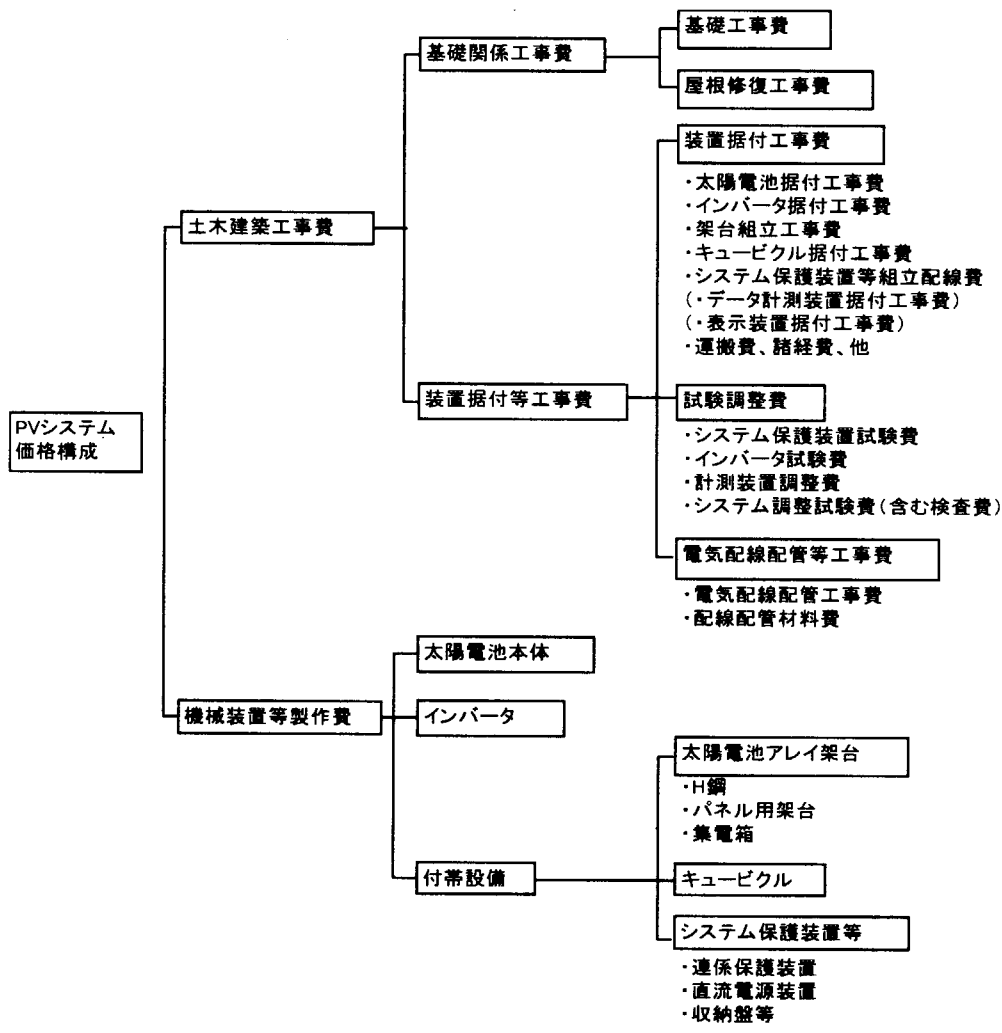 基礎工事費
基礎関係工事費
屋根修復工事費
装置据付工事費
・太陽電池据付工事費
・インバータ据付工事費
・架台組立工事費
・キュービクル据付工事費
・システム保護装置等組立配線費
(・データ計測装置据付工事費)
(・表示装置据付工事費)
・運搬費、諸経費、他
土木建築工事費
装置据付等工事費
試験調整費
・システム保護装置試験費
・インバータ試験費
・計測装置調整費
・システム調整試験費(含む検査費)
PVシステム
価格構成
電気配線配管等工事費
・電気配線配管工事費
・配線配管材料費
太陽電池本体
機械装置等製作費
インバータ
太陽電池アレイ架台
・H鋼
・パネル用架台
・集電箱
付帯設備
キュービクル
システム保護装置等
・連係保護装置
・直流電源装置
・収納盤等